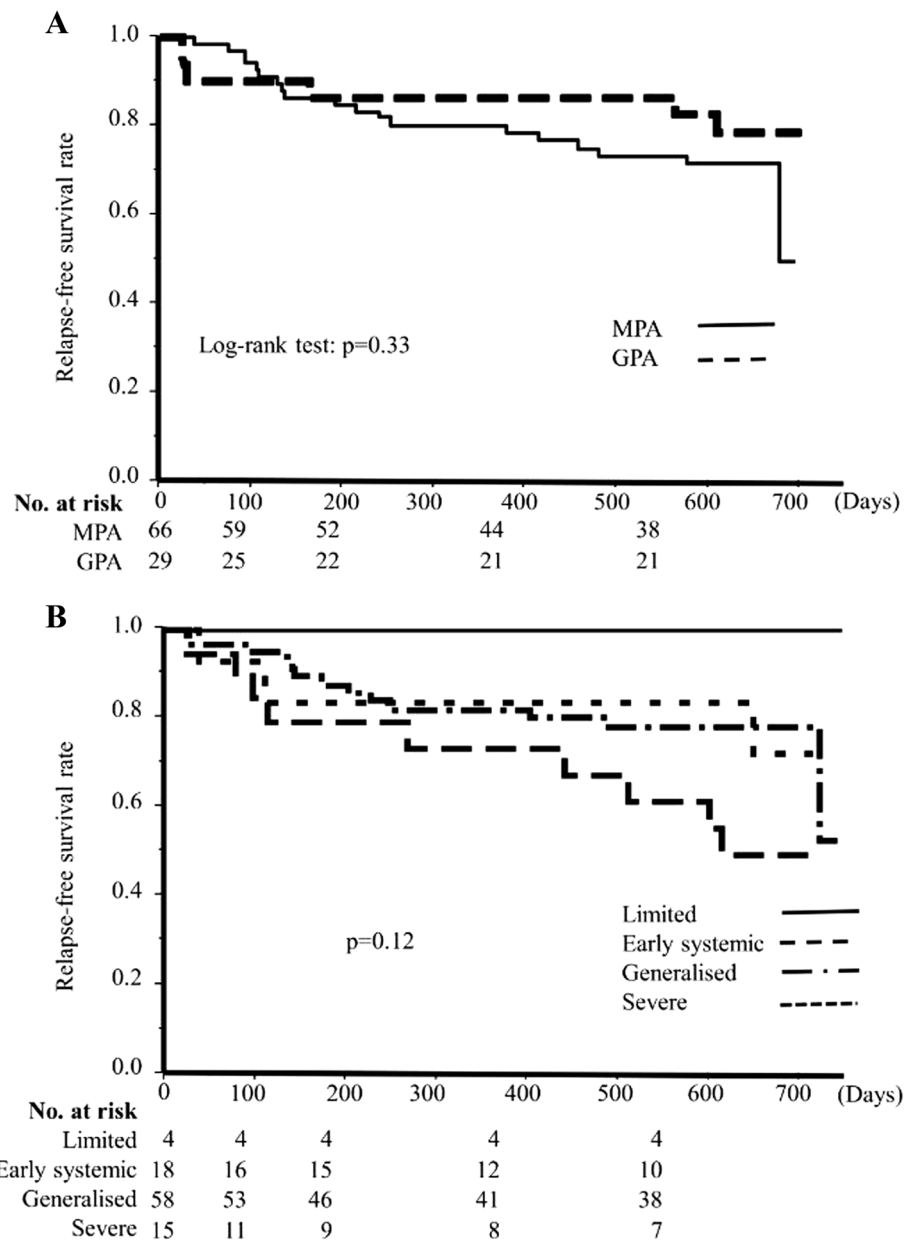 A
1.0
0.8
0.6
0.4
0.2
0.0
Relapse-free survival rate
Log-rank test: p=0.33
MPA
GPA
0 100 200 300 400 500 600 700 (Days)
No. at risk
MPA 66 59 52 44 38
GPA 29 25 22 21 21
B
1.0
0.8
0.6
0.4
0.2
0.0
Relapse-free survival rate
p=0.12
Limited
Early systemic
Generalised
Severe
0 100 200 300 400 500 600 700 (Days)
No. at risk
Limited 4 4 4 4 4
Early systemic 18 16 15 12 10
Generalised 58 53 46 41 38
Severe 15 11 9 8 7